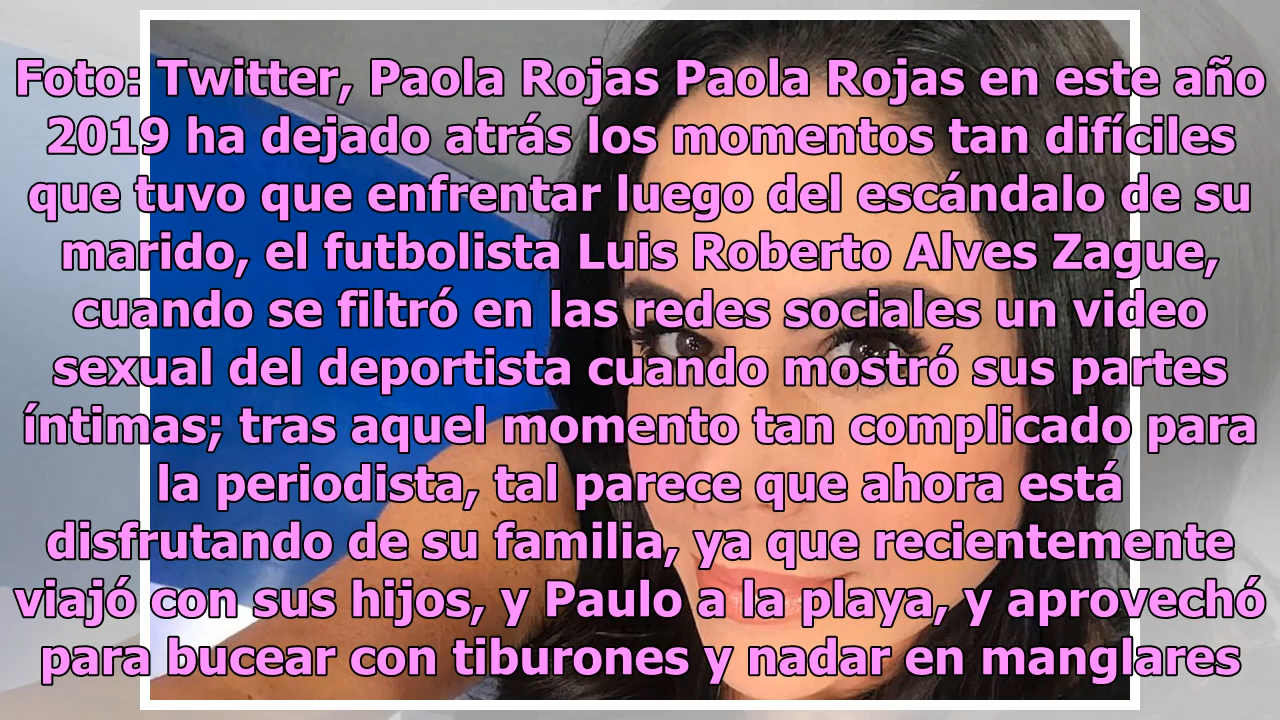 Foto: Twitter, Paola Rojas Paola Rojas en este año
2019 ha dejado atrás los momentos tan difíciles
que tuvo que enfrentar luego del escándalo de su
marido, el futbolista Luis Roberto Alves Zague,
cuando se filtró en las redes sociales un video
sexual del deportista cuando mostró sus partes
íntimas; tras aquel momento tan complicado para
la periodista, tal parece que ahora está
disfrutando de su familia, ya que recientemente
viajó con sus hijos, y Paulo a la playa, y aprovechó
para bucear con tiburones y nadar en manglares